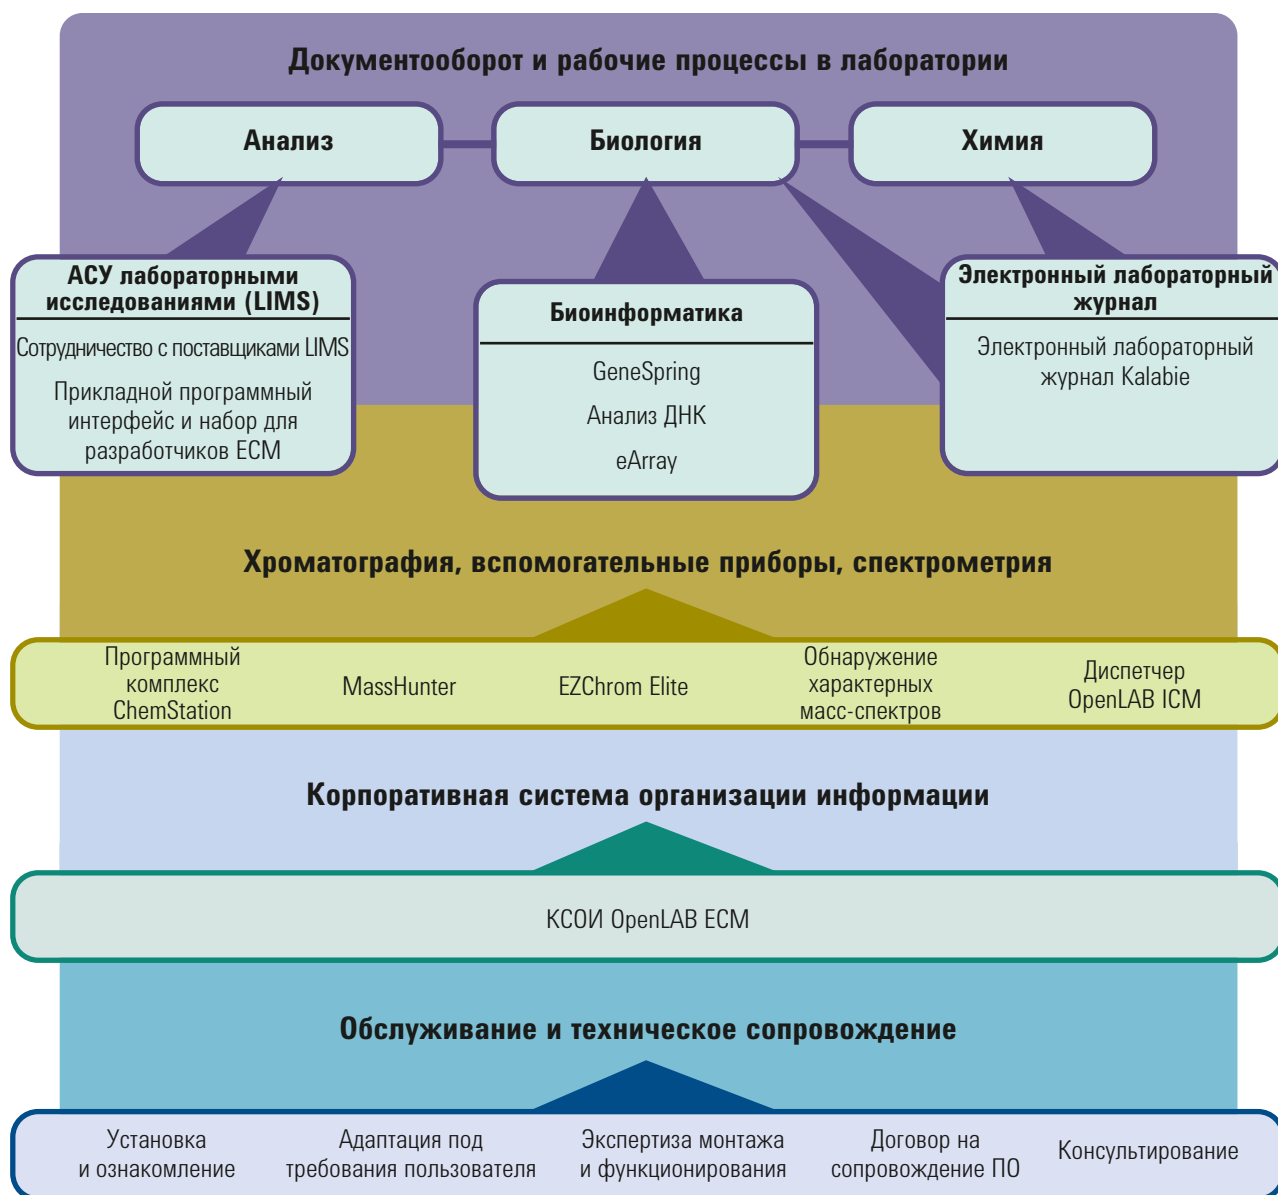 Документооборот и рабочие процессы в лаборатории
Анализ
Биология
Химия
АСУ лабораторными
исследованиями (LIMS)
Сотрудничество с поставщиками LIMS
Прикладной программный
интерфейс и набор для
разработчиков ECM
Биоинформатика
GeneSpring
Анализ ДНК
eArray
Электронный лабораторный
журнал
Электронный лабораторный
журнал Kalabie
Хроматография, вспомогательные приборы, спектрометрия
Программный
комплекс
ChemStation
MassHunter
EZChrom Elite
Обнаружение
характерных
масс-спектров
Диспетчер
OpenLAB ICM
Корпоративная система организации информации
КСОИ OpenLAB ECM
Обслуживание и техническое сопровождение
Установка
и ознакомление
Адаптация под
требования пользователя
Экспертиза монтажа
и функционирования
Договор на
сопровождение ПО
Консультирование